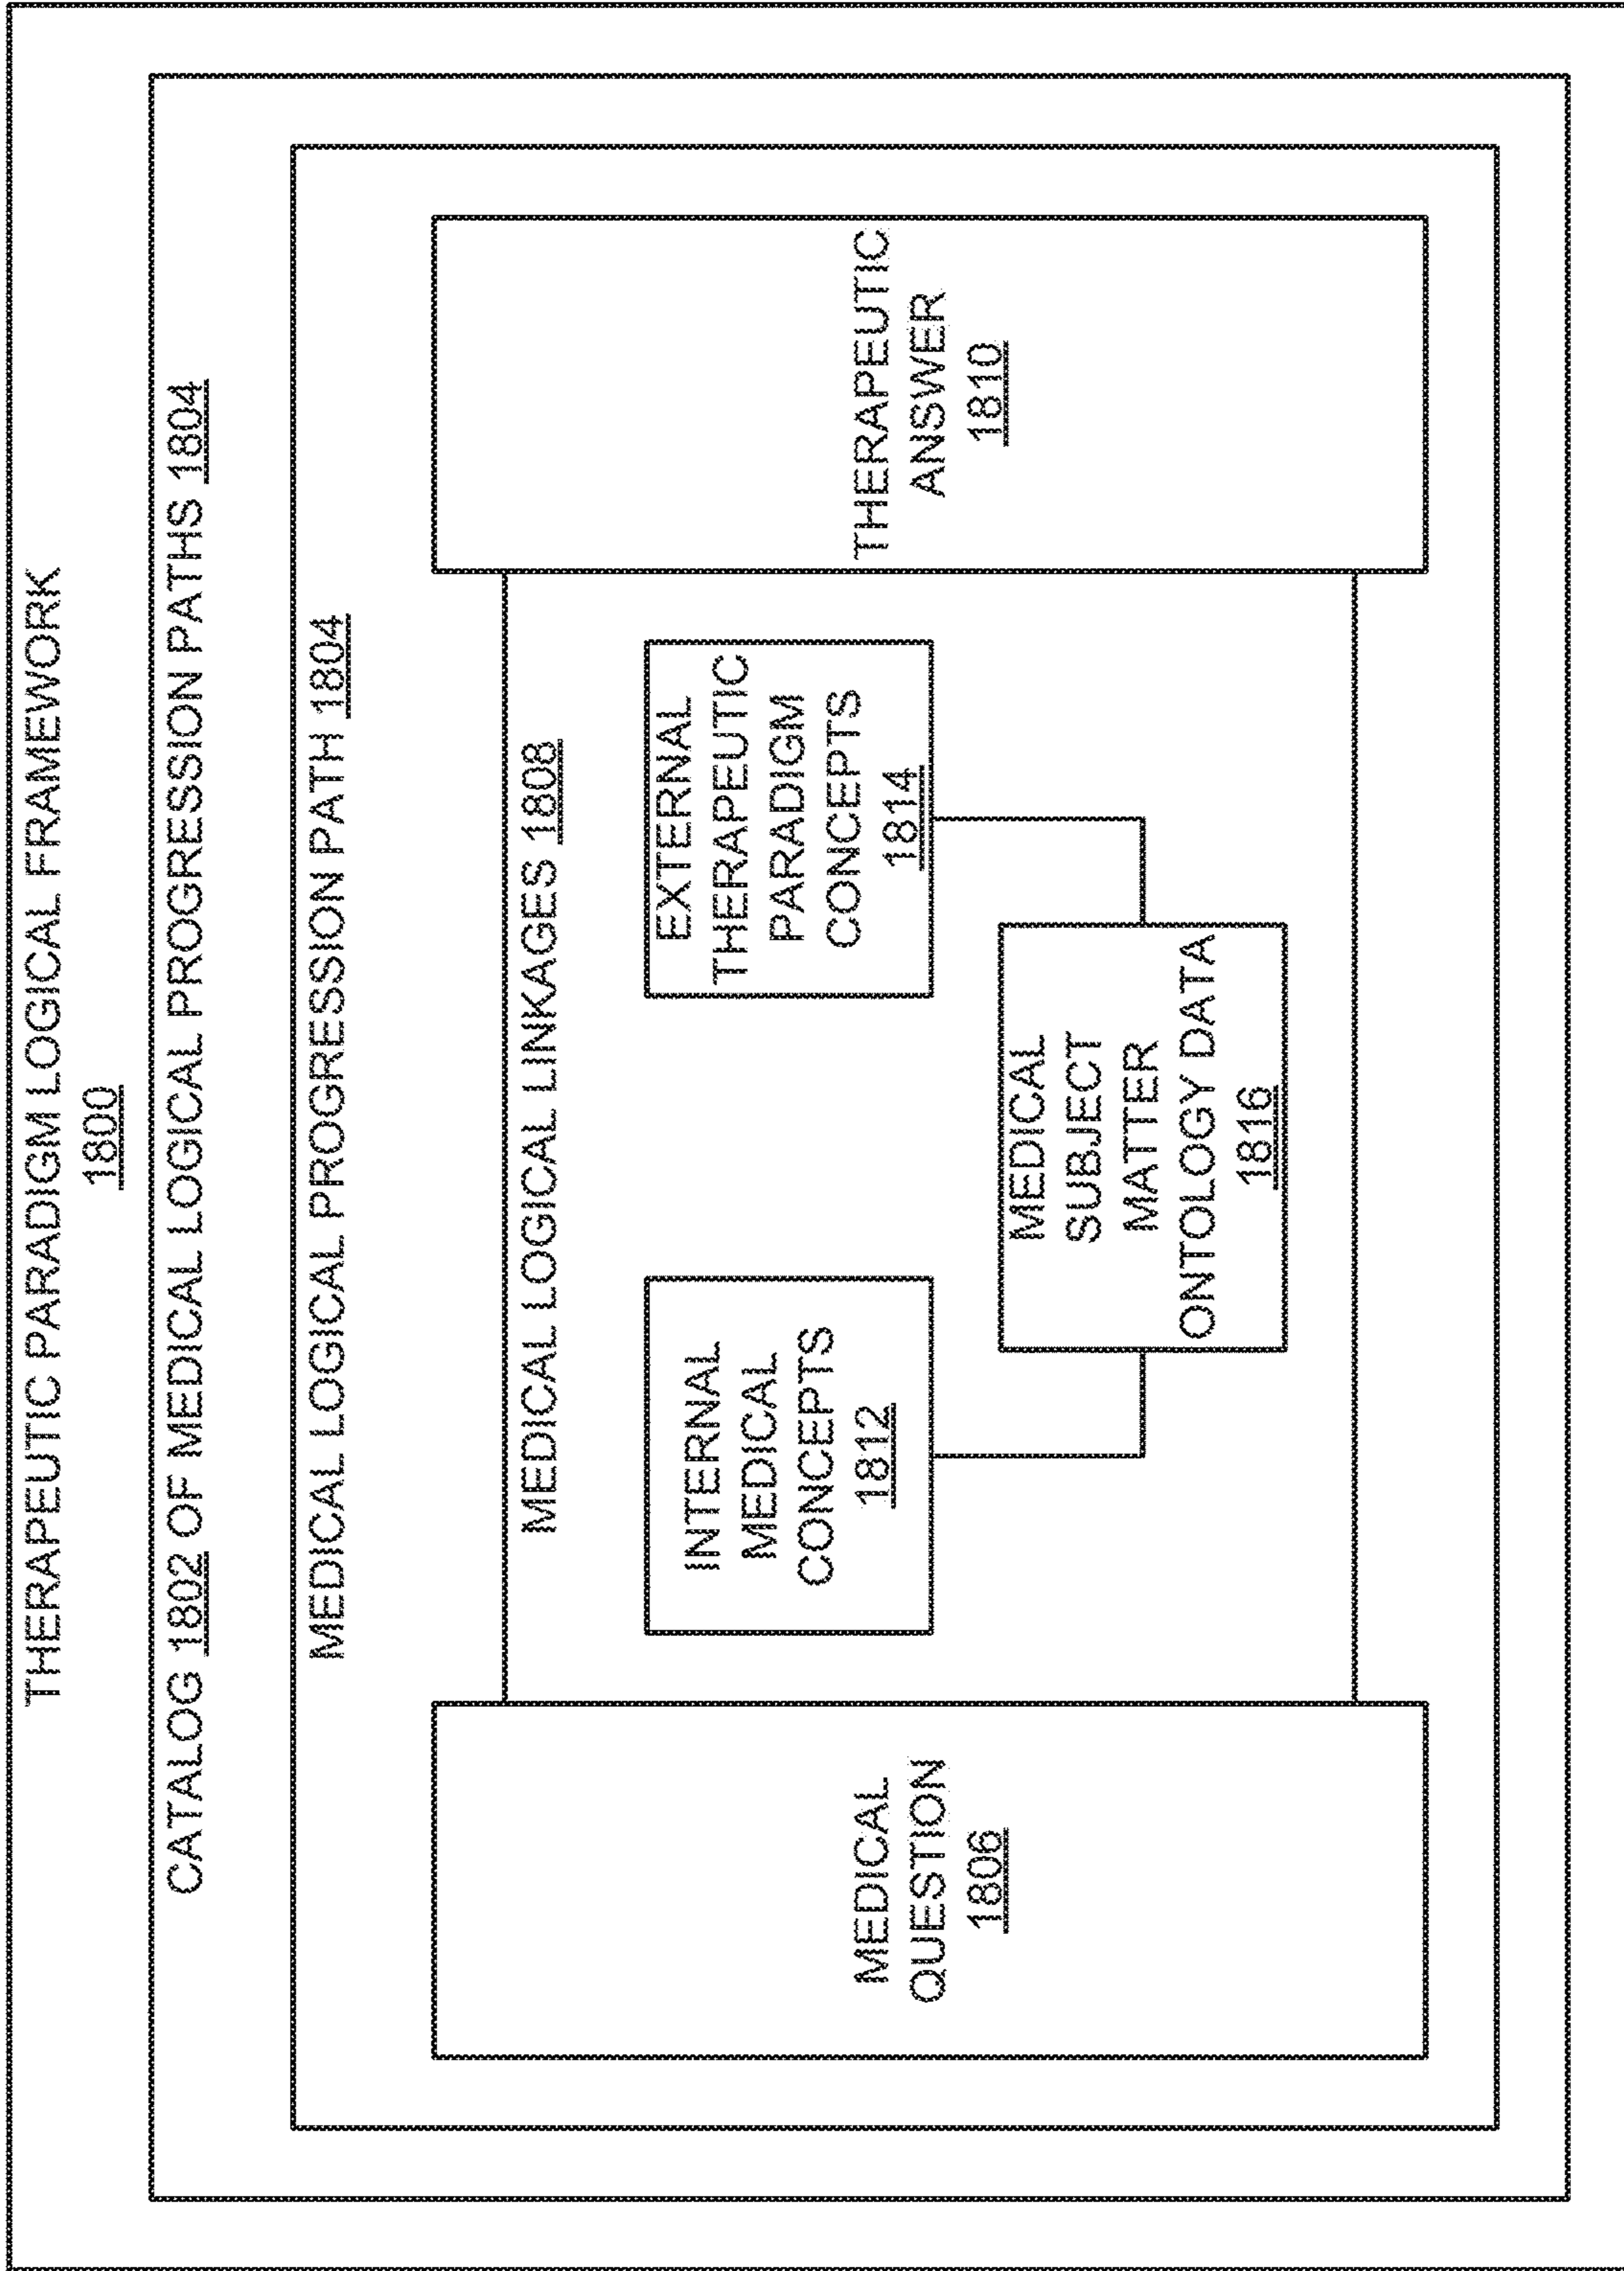 THERAPEUTIC PARADIGM LOGICAL FRAMEWORK
1800
CATALOG 1802 OF MEDICAL LOGICAL PROGRESSION PATHS 1804
MEDICAL LOGICAL PROGRESSION PATH 1804
MEDICAL LOGICAL LINKAGES 1808
MEDICAL
QUESTION
1806
INTERNAL
MEDICAL
CONCEPTS
1812
EXTERNAL
THERAPEUTIC
PARADIGM
CONCEPTS
1814
MEDICAL
SUBJECT
MATTER
ONTOLOGY DATA
1816
THERAPEUTIC
ANSWER
1810